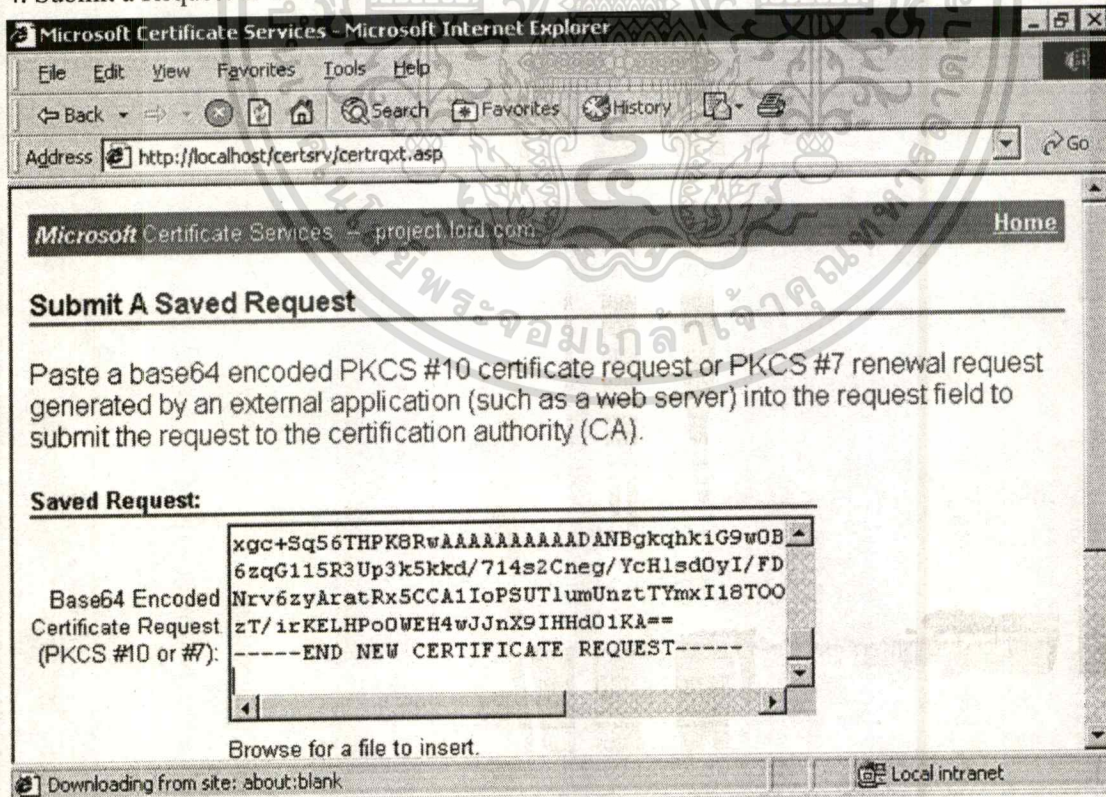 Microsoft Certificate Services - Microsoft Internet Explorer
File Edit View Favorites Tools Help
Back Search Favorites History
Address http://localhost/certsrv/certrqxt.asp Go
Microsoft Certificate Services -- project.lord.com Home
Submit A Saved Request
Paste a base64 encoded PKCS #10 certificate request or PKCS #7 renewal request
generated by an external application (such as a web server) into the request field to
submit the request to the certification authority (CA).
Saved Request:
xgc+Sq56THPK8RwAAAAAAAAAADANBgkqhkiG9w0B
6zqG115R3Up3k5kkd/714s2Cneg/YcHlsdOyI/FD
Nrv6zyAratRx5CCA1IoPSUTlumUnztTYmxI18TOO
zT/irKELHPoOWEH4wJJnX9IHHdO1KA==
-----END NEW CERTIFICATE REQUEST-----
Base64 Encoded
Certificate Request
(PKCS #10 or #7):
Browse for a file to insert.
Downloading from site: about:blank Local intranet